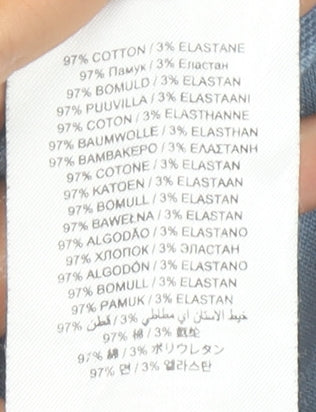 97% COTTON / 3% ELASTANE
97% Памук / 3% Еластан
97% BOMULD / 3% ELASTAN
97% PUUVILLA / 3% ELASTAANI
97% COTON / 3% ELASTHANNE
97% BAUMWOLLE / 3% ELASTHAN
97% ΒΑΜΒΑΚΕΡΟ / 3% ΕΛΑΣΤΑΝΗ
97% COTONE / 3% ELASTAN
97% KATOEN / 3% ELASTAAN
97% BOMULL / 3% ELASTAN
97% BAWEŁNA / 3% ELASTAN
97% ALGODÃO / 3% ELASTANO
97% ХЛОПОК / 3% ЭЛАСТАН
97% ALGODÓN / 3% ELASTANO
97% BOMULL / 3% ELASTAN
97% PAMUK / 3% ELASTAN
97% قطن / 3% خيط الاستان اي مطاطي
97% 棉 / 3%
97% 綿 / 3% ポリウレタン
97% 면 / 3% 엘라스탄